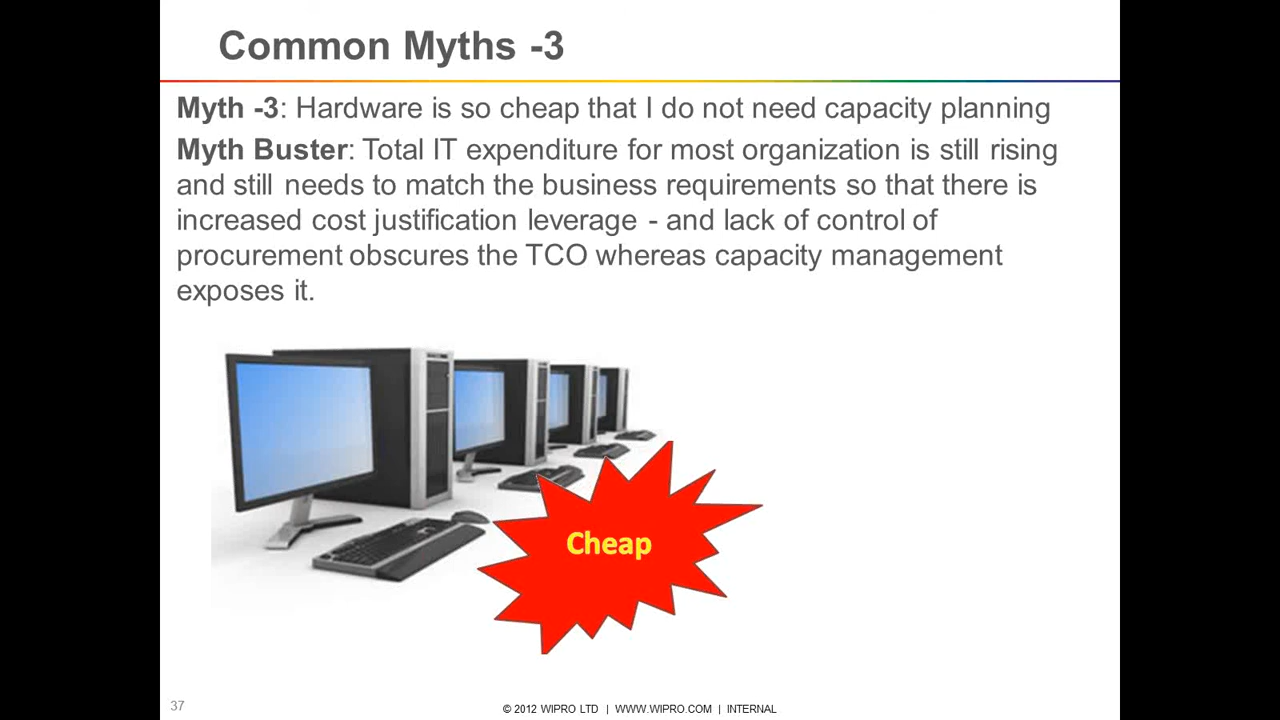 Common Myths -3
Myth -3: Hardware is so cheap that I do not need capacity planning
Myth Buster: Total IT expenditure for most organization is still rising
and still needs to match the business requirements so that there is
increased cost justification leverage - and lack of control of
procurement obscures the TCO whereas capacity management
exposes it.
Cheap
37
© 2012 WIPRO LTD | WWW.WIPRO.COM | INTERNAL